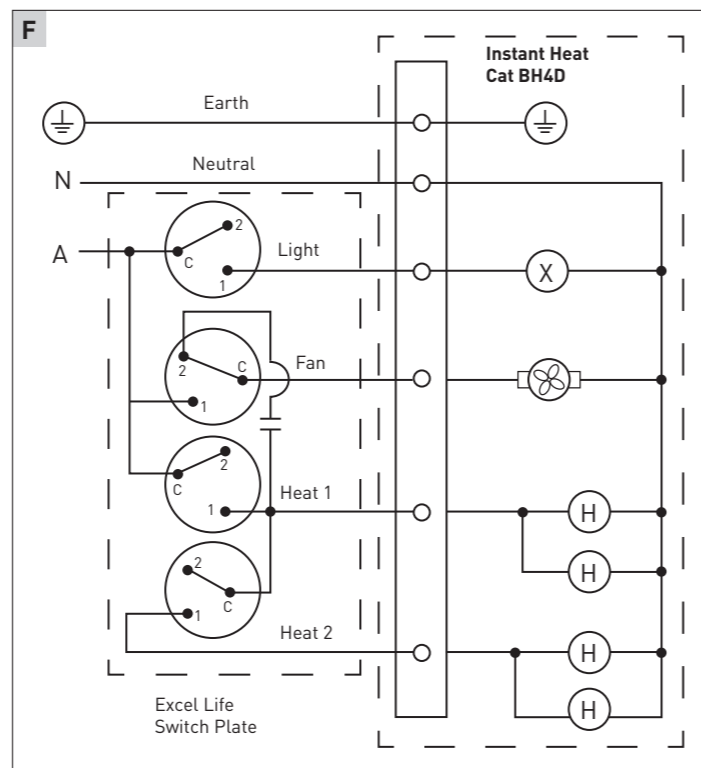 F
Instant Heat
Cat BH4D
Earth
Neutral
N
2
A
C
Light
1
X
2
C
Fan
1
2
C
1
Heat 1
H
H
2
C
1
Heat 2
H
H
Excel Life
Switch Plate